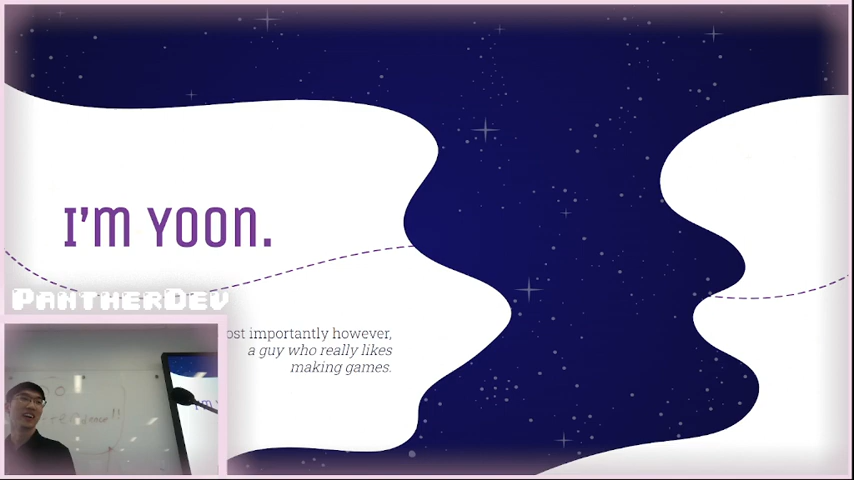 I'm Yoon.
PantherDev
ost importantly however,
a guy who really likes
making games.